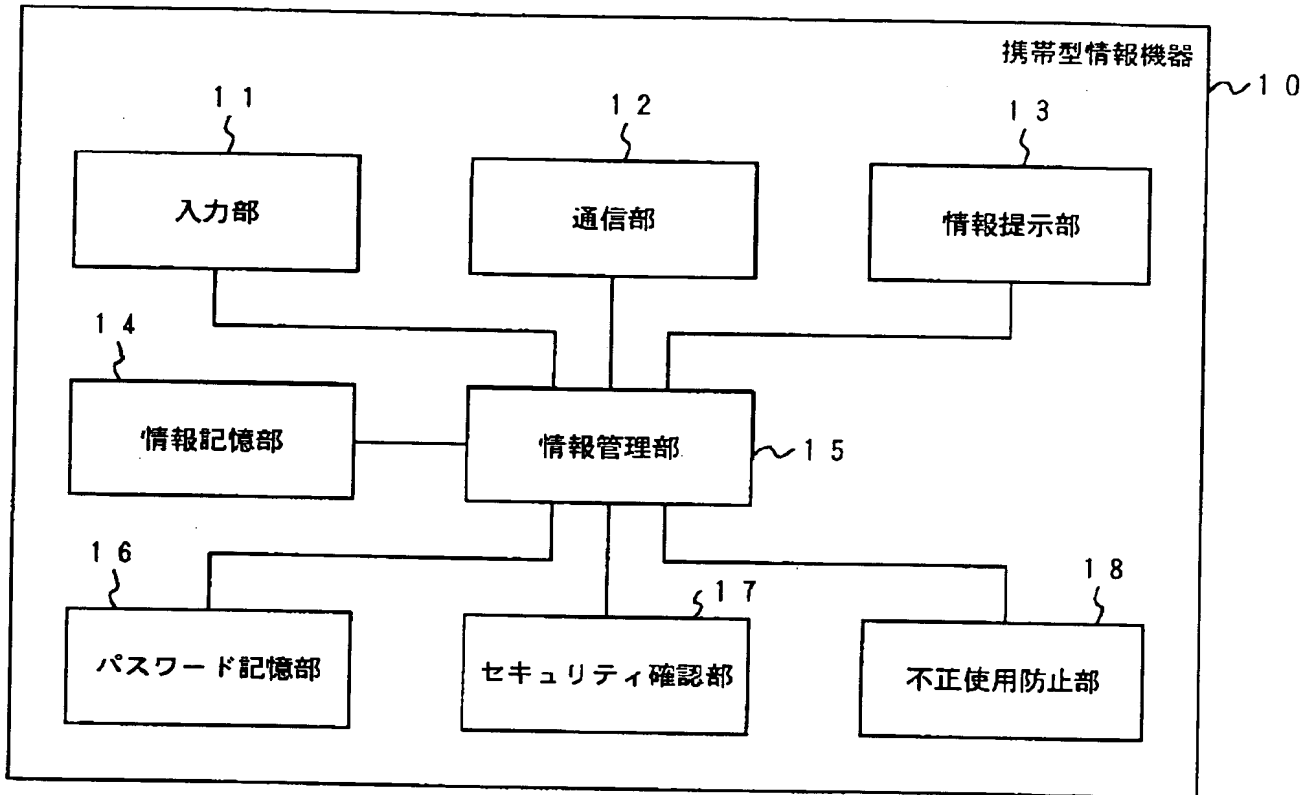 携帯型情報機器
10
11
12
13
入力部
通信部
情報提示部
14
情報記憶部
情報管理部
15
16
17
18
パスワード記憶部
セキュリティ確認部
不正使用防止部